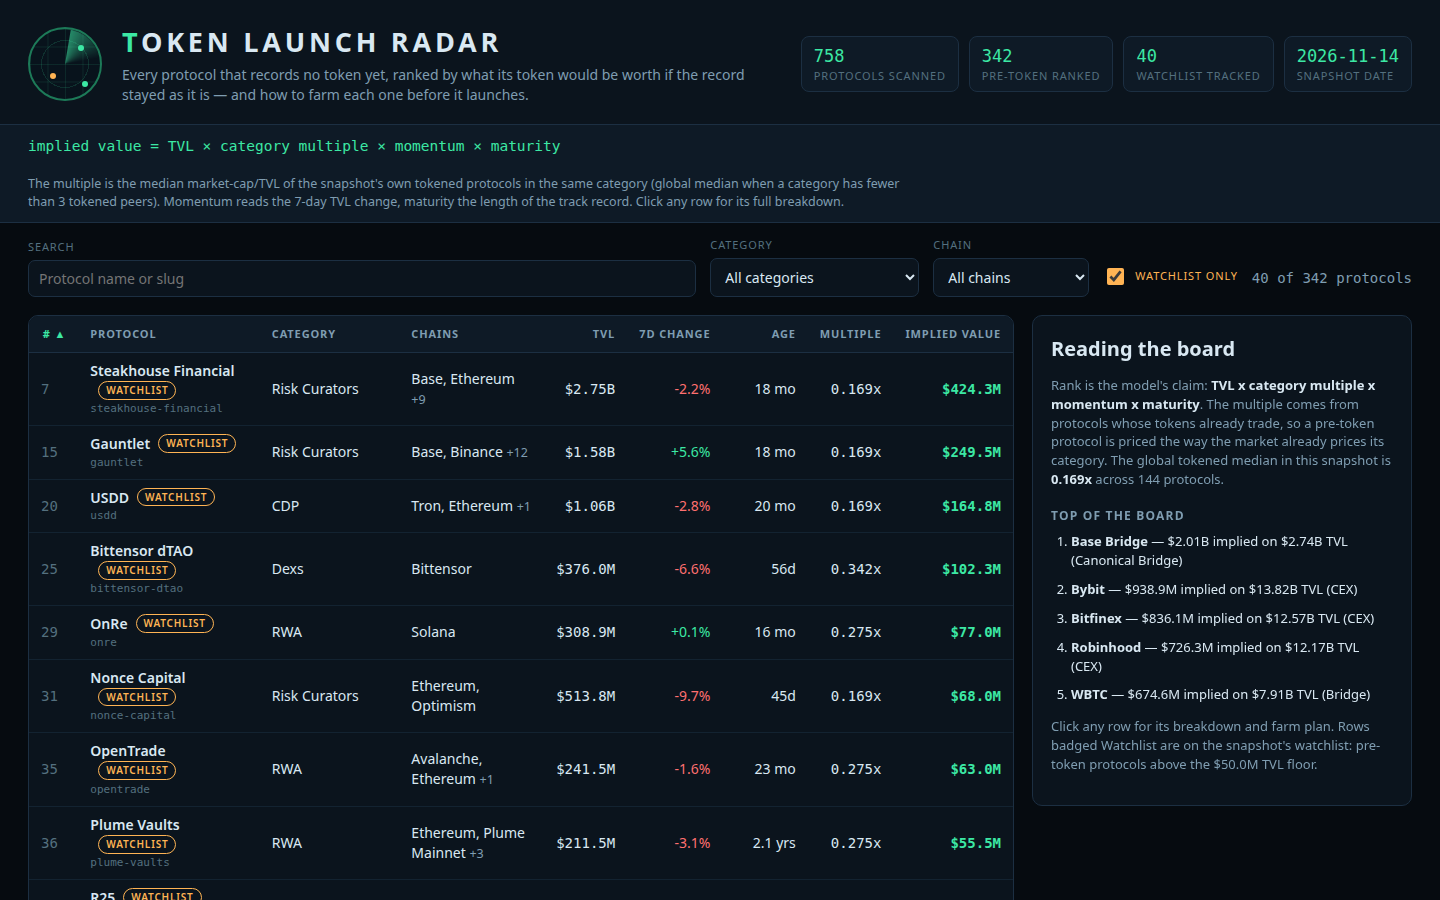 TOKEN LAUNCH RADAR
Every protocol that records no token yet, ranked by what its token would be worth if the record
stayed as it is — and how to farm each one before it launches.
758
PROTOCOLS SCANNED
342
PRE-TOKEN RANKED
40
WATCHLIST TRACKED
2026-11-14
SNAPSHOT DATE
implied value = TVL × category multiple × momentum × maturity
The multiple is the median market-cap/TVL of the snapshot's own tokened protocols in the same category (global median when a category has fewer
than 3 tokened peers). Momentum reads the 7-day TVL change, maturity the length of the track record. Click any row for its full breakdown.
SEARCH
Protocol name or slug
CATEGORY
All categories
CHAIN
All chains
WATCHLIST ONLY
40 of 342 protocols
# ▲ PROTOCOL CATEGORY CHAINS TVL 7D CHANGE AGE MULTIPLE IMPLIED VALUE
7 Steakhouse Financial WATCHLIST steakhouse-financial Risk Curators Base, Ethereum +9 $2.75B -2.2% 18 mo 0.169x $424.3M
15 Gauntlet WATCHLIST gauntlet Risk Curators Base, Binance +12 $1.58B +5.6% 18 mo 0.169x $249.5M
20 USDD WATCHLIST usdd CDP Tron, Ethereum +1 $1.06B -2.8% 20 mo 0.169x $164.8M
25 Bittensor dTAO WATCHLIST bittensor-dtao Dexs Bittensor $376.0M -6.6% 56d 0.342x $102.3M
29 OnRe WATCHLIST onre RWA Solana $308.9M +0.1% 16 mo 0.275x $77.0M
31 Nonce Capital WATCHLIST nonce-capital Risk Curators Ethereum, Optimism $513.8M -9.7% 45d 0.169x $68.0M
35 OpenTrade WATCHLIST opentrade RWA Avalanche, Ethereum +1 $241.5M -1.6% 23 mo 0.275x $63.0M
36 Plume Vaults WATCHLIST plume-vaults RWA Ethereum, Plume Mainnet +3 $211.5M -3.1% 2.1 yrs 0.275x $55.5M
R25 WATCHLIST
Reading the board
Rank is the model's claim: TVL x category multiple x
momentum x maturity. The multiple comes from
protocols whose tokens already trade, so a pre-token
protocol is priced the way the market already prices its
category. The global tokened median in this snapshot is
0.169x across 144 protocols.
TOP OF THE BOARD
1. Base Bridge — $2.01B implied on $2.74B TVL
(Canonical Bridge)
2. Bybit — $938.9M implied on $13.82B TVL (CEX)
3. Bitfinex — $836.1M implied on $12.57B TVL (CEX)
4. Robinhood — $726.3M implied on $12.17B TVL
(CEX)
5. WBTC — $674.6M implied on $7.91B TVL (Bridge)
Click any row for its breakdown and farm plan. Rows
badged Watchlist are on the snapshot's watchlist: pre-
token protocols above the $50.0M TVL floor.